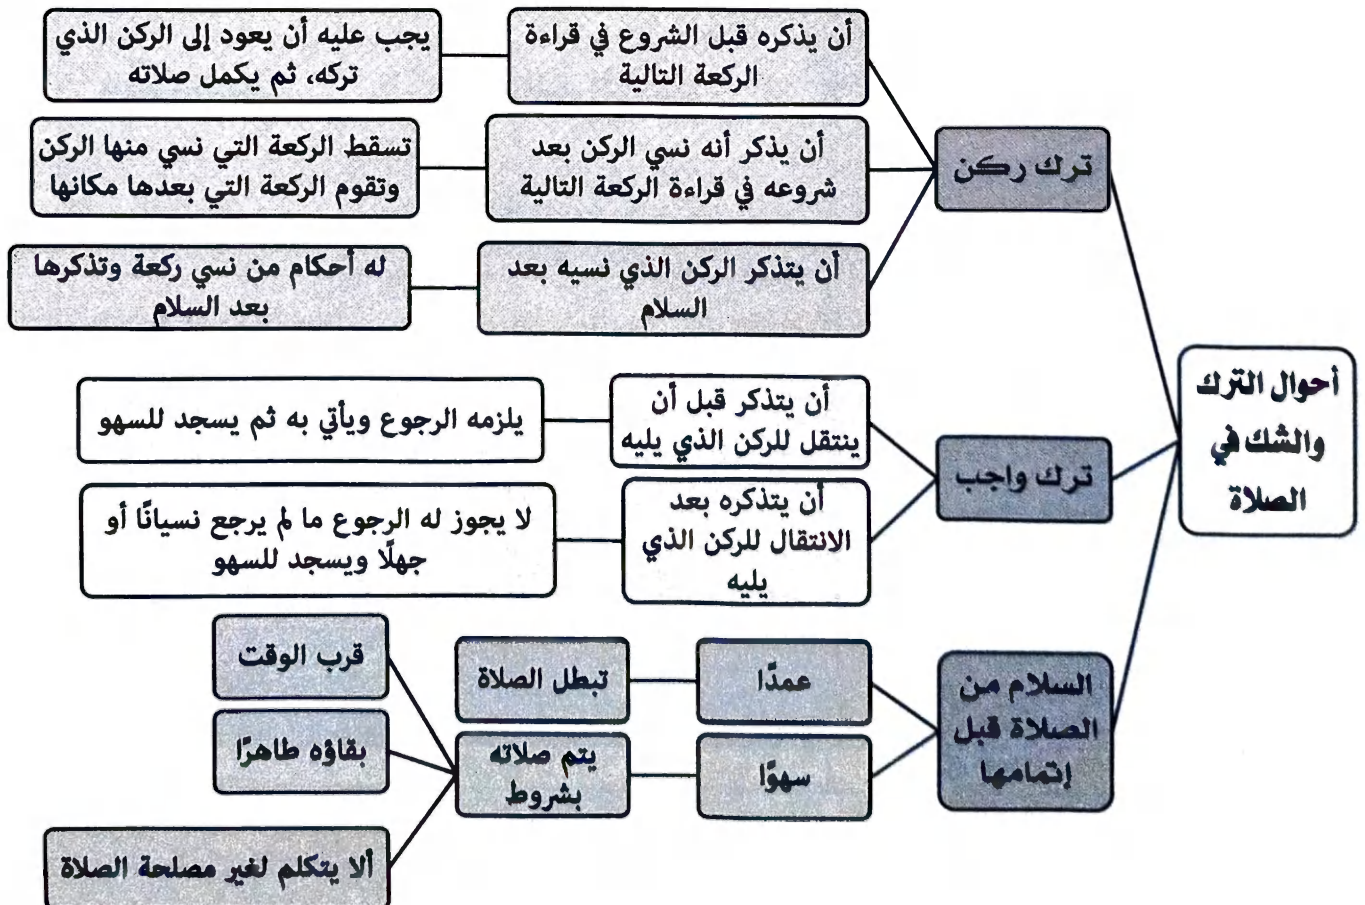 أحوال الترك
والشك في
الصلاة
ترك ركن
أن يذكره قبل الشروع في قراءة
الركعة التالية
يجب عليه أن يعود إلى الركن الذي
تركه، ثم يكمل صلاته
أن يذكر أنه نسي الركن بعد
شروعه في قراءة الركعة التالية
تسقط الركعة التي نسي منها الركن
وتقوم الركعة التي بعدها مكانها
أن يتذكر الركن الذي نسيه بعد
السلام
له أحكام من نسي ركعة وتذكرها
بعد السلام
ترك واجب
أن يتذكر قبل أن
ينتقل للركن الذي يليه
يلزمه الرجوع ويأتي به ثم يسجد للسهو
أن يتذكره بعد
الانتقال للركن الذي
يليه
لا يجوز له الرجوع ما لم يرجع نسيانًا أو
جهلًا ويسجد للسهو
السلام من
الصلاة قبل
إتمامها
عمدًا
تبطل الصلاة
سهوًا
يتم صلاته
بشروط
قرب الوقت
بقاؤه طاهرًا
ألا يتكلم لغير مصلحة الصلاة